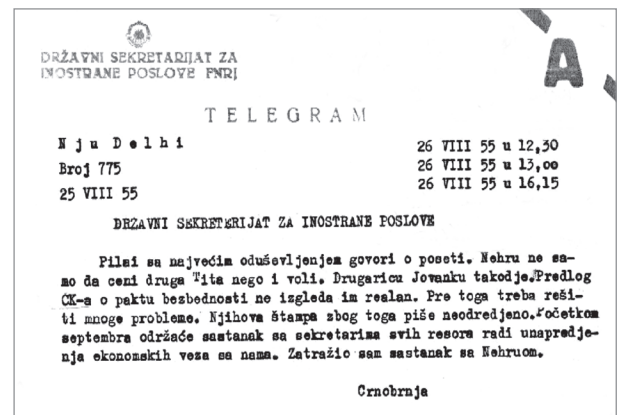 DRŽAVNI SEKRETARIJAT ZA
INOSTRANE POSLOVE FNRJ
A
TELEGRAM
Nju Delhi
26 VIII 55 u 12,30
Broj 775
26 VIII 55 u 13,00
25 VIII 55
26 VIII 55 u 16,15
DRŽAVNI SEKRETERIJAT ZA INOSTRANE POSLOVE
Pilai sa najvećim oduševljenjem govori o poseti. Nehru ne sa-
mo da ceni druga Tita nego i voli. Drugaricu Jovanku takodje. Predlog
CK-a o paktu bezbednosti ne izgleda im realan. Pre toga treba reši-
ti mnoge probleme. Njihova štampa zbog toga piše neodredjeno. Početkom
septembra održaće sastanak sa sekretarima svih resora radi unapredje-
nja ekonomskih veza sa nama. Zatražio sam sastanak sa Nehruom.
Crnobrnja